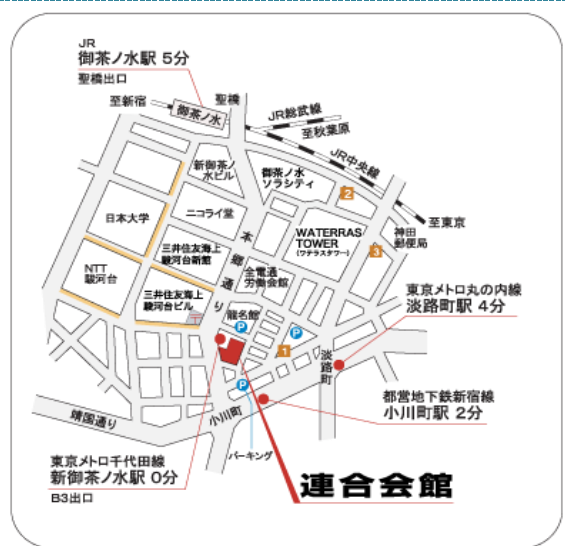 JR
御茶ノ水駅 5分
聖橋出口
至新宿
聖橋
御茶ノ水
JR総武線
至秋葉原
JR中央線
新御茶ノ
水ビル
御茶ノ水
ソラシティ
2
至東京
日本大学
ニコライ堂
本郷通り
WATERRAS
TOWER
(ワテラスタワー)
神田
郵便局
3
三井住友海上
駿河台新館
NTT
駿河台
全電通
労働会館
東京メトロ丸の内線
淡路町駅 4分
三井住友海上
駿河台ビル
龍名館
P
P
1
淡路町
都営地下鉄新宿線
小川町駅 2分
P
靖国通り
小川町
パーキング
東京メトロ千代田線
新御茶ノ水駅 0分
B3出口
連合会館